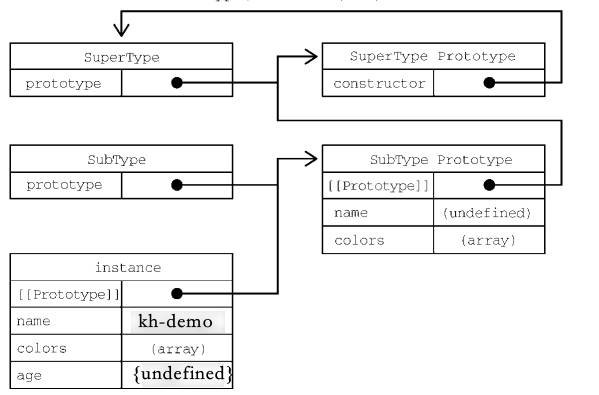 SuperType
prototype
SuperType Prototype
constructor
SubType
prototype
SubType Prototype
[[Prototype]]
name (undefined)
colors (array)
instance
[[Prototype]]
name kh-demo
colors (array)
age {undefined}